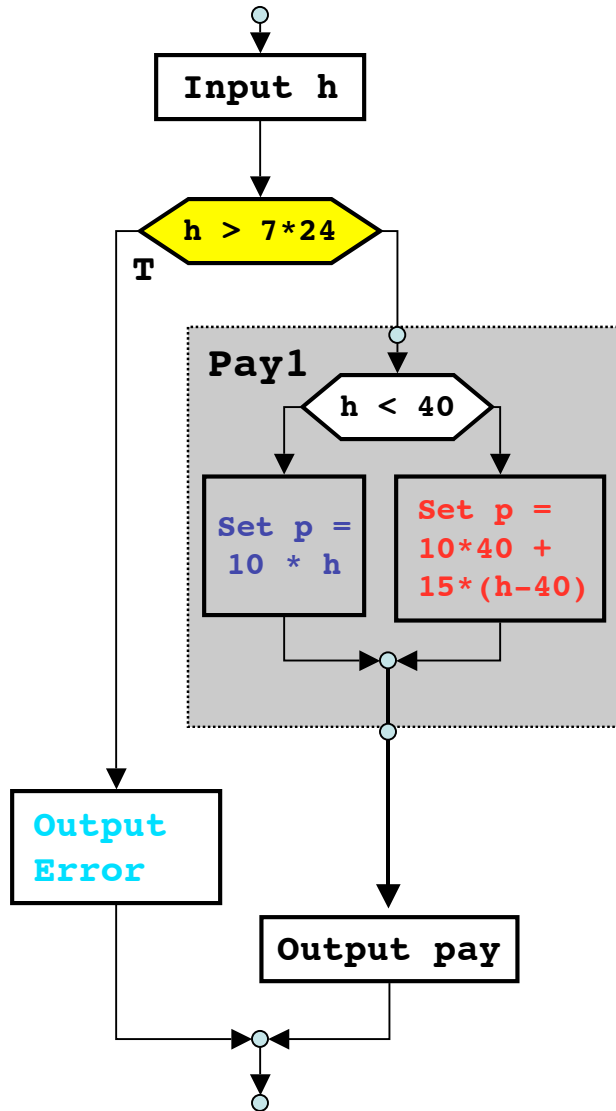 Input h
h > 7*24
T
Pay1
h < 40
Set p =
10 * h
Set p =
10*40 +
15*(h-40)
Output
Error
Output pay